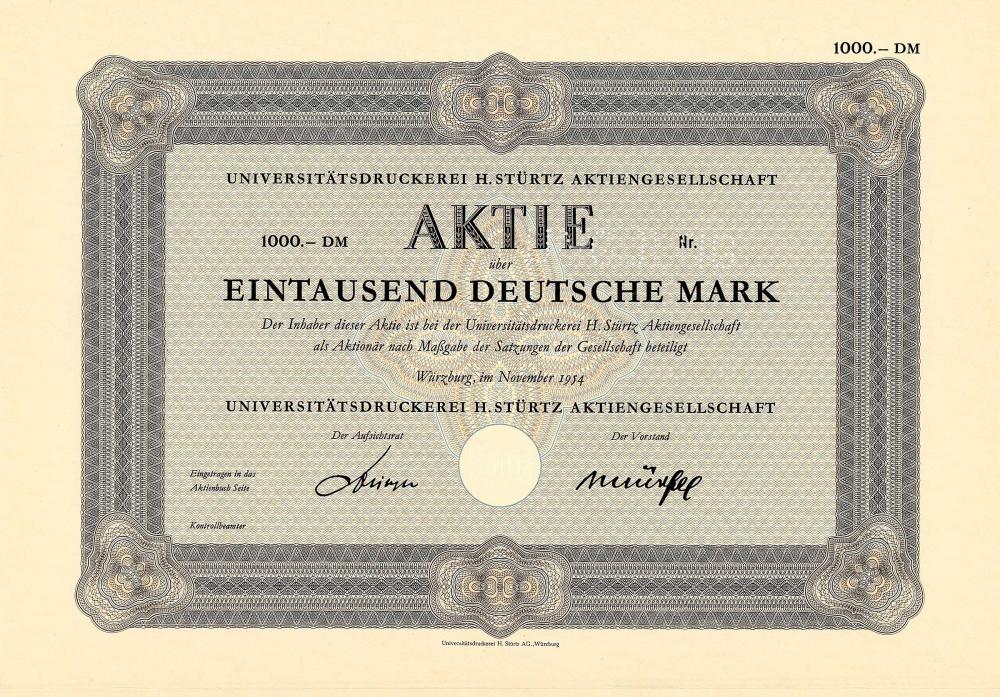 1000.– DM
UNIVERSITÄTSDRUCKEREI H. STÜRTZ AKTIENGESELLSCHAFT
AKTIE
1000.– DM
Nr.
über
EINTAUSEND DEUTSCHE MARK
Der Inhaber dieser Aktie ist bei der Universitätsdruckerei H. Stürtz Aktiengesellschaft
als Aktionär nach Maßgabe der Satzungen der Gesellschaft beteiligt
Würzburg, im November 1954
UNIVERSITÄTSDRUCKEREI H. STÜRTZ AKTIENGESELLSCHAFT
Der Aufsichtsrat
Der Vorstand
Eingetragen in das
Aktienbuch Seite
Kontrollbeamter
Universitätsdruckerei H. Stürtz AG., Würzburg